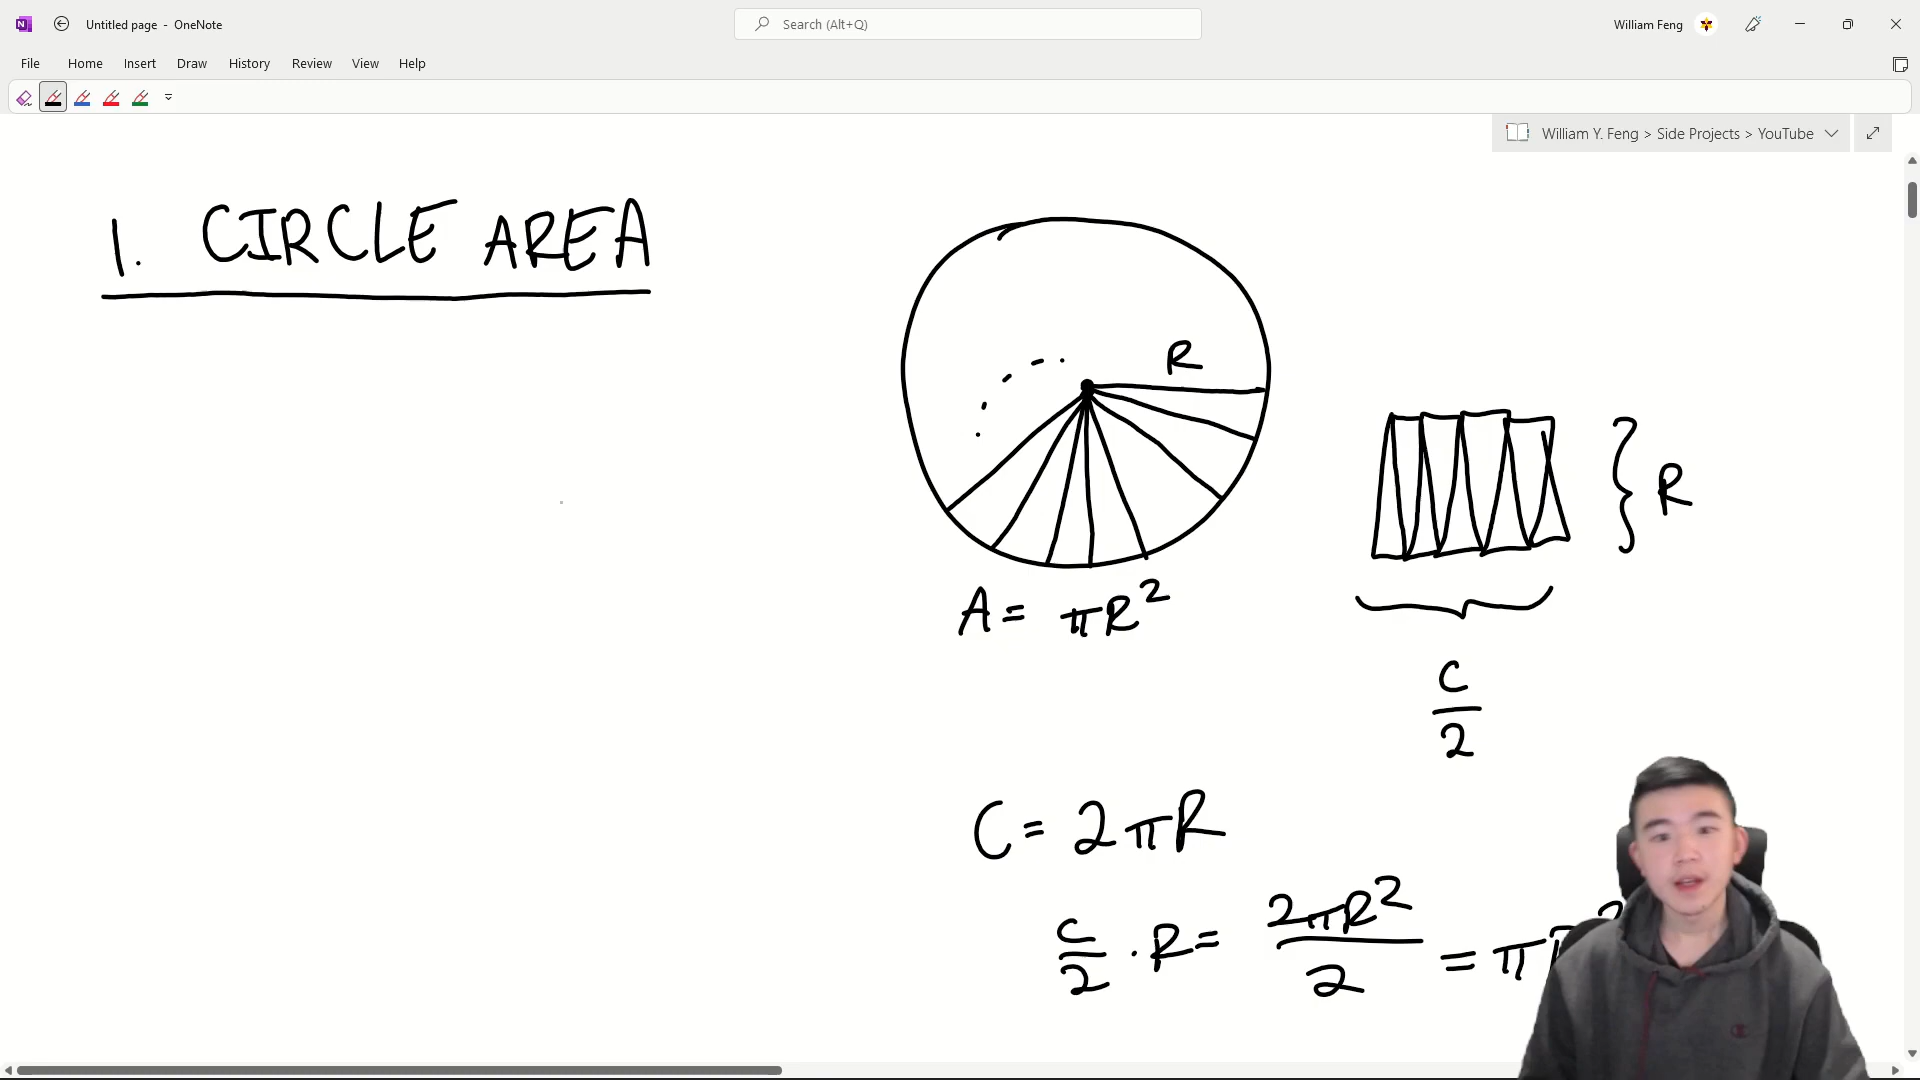 Untitled page - OneNote
Search (Alt+Q)
William Feng
File Home Insert Draw History Review View Help
William Y. Feng > Side Projects > YouTube
1. CIRCLE AREA
R
R
A = πR²
C/2
C = 2πR
C/2 · R = 2πR²/2 = π